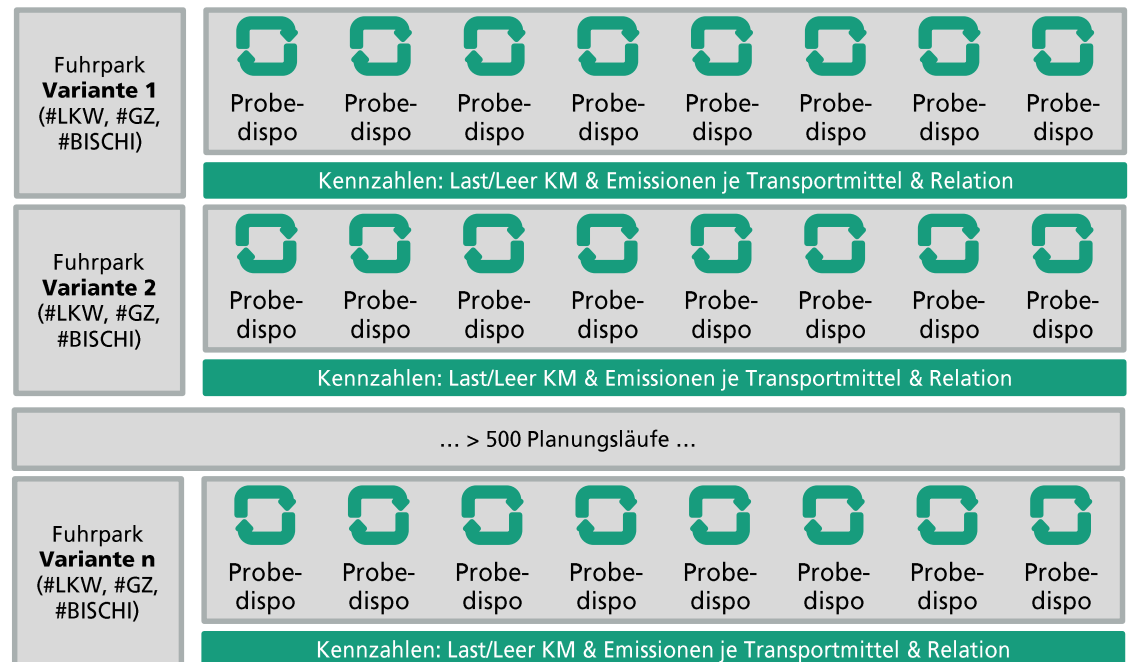 Fuhrpark
Variante 1
(#LKW, #GZ,
#BISCHI)
Probe- Probe- Probe- Probe- Probe- Probe- Probe- Probe-
dispo dispo dispo dispo dispo dispo dispo dispo
Kennzahlen: Last/Leer KM & Emissionen je Transportmittel & Relation
Fuhrpark
Variante 2
(#LKW, #GZ,
#BISCHI)
Probe- Probe- Probe- Probe- Probe- Probe- Probe- Probe-
dispo dispo dispo dispo dispo dispo dispo dispo
Kennzahlen: Last/Leer KM & Emissionen je Transportmittel & Relation
... > 500 Planungsläufe ...
Fuhrpark
Variante n
(#LKW, #GZ,
#BISCHI)
Probe- Probe- Probe- Probe- Probe- Probe- Probe- Probe-
dispo dispo dispo dispo dispo dispo dispo dispo
Kennzahlen: Last/Leer KM & Emissionen je Transportmittel & Relation